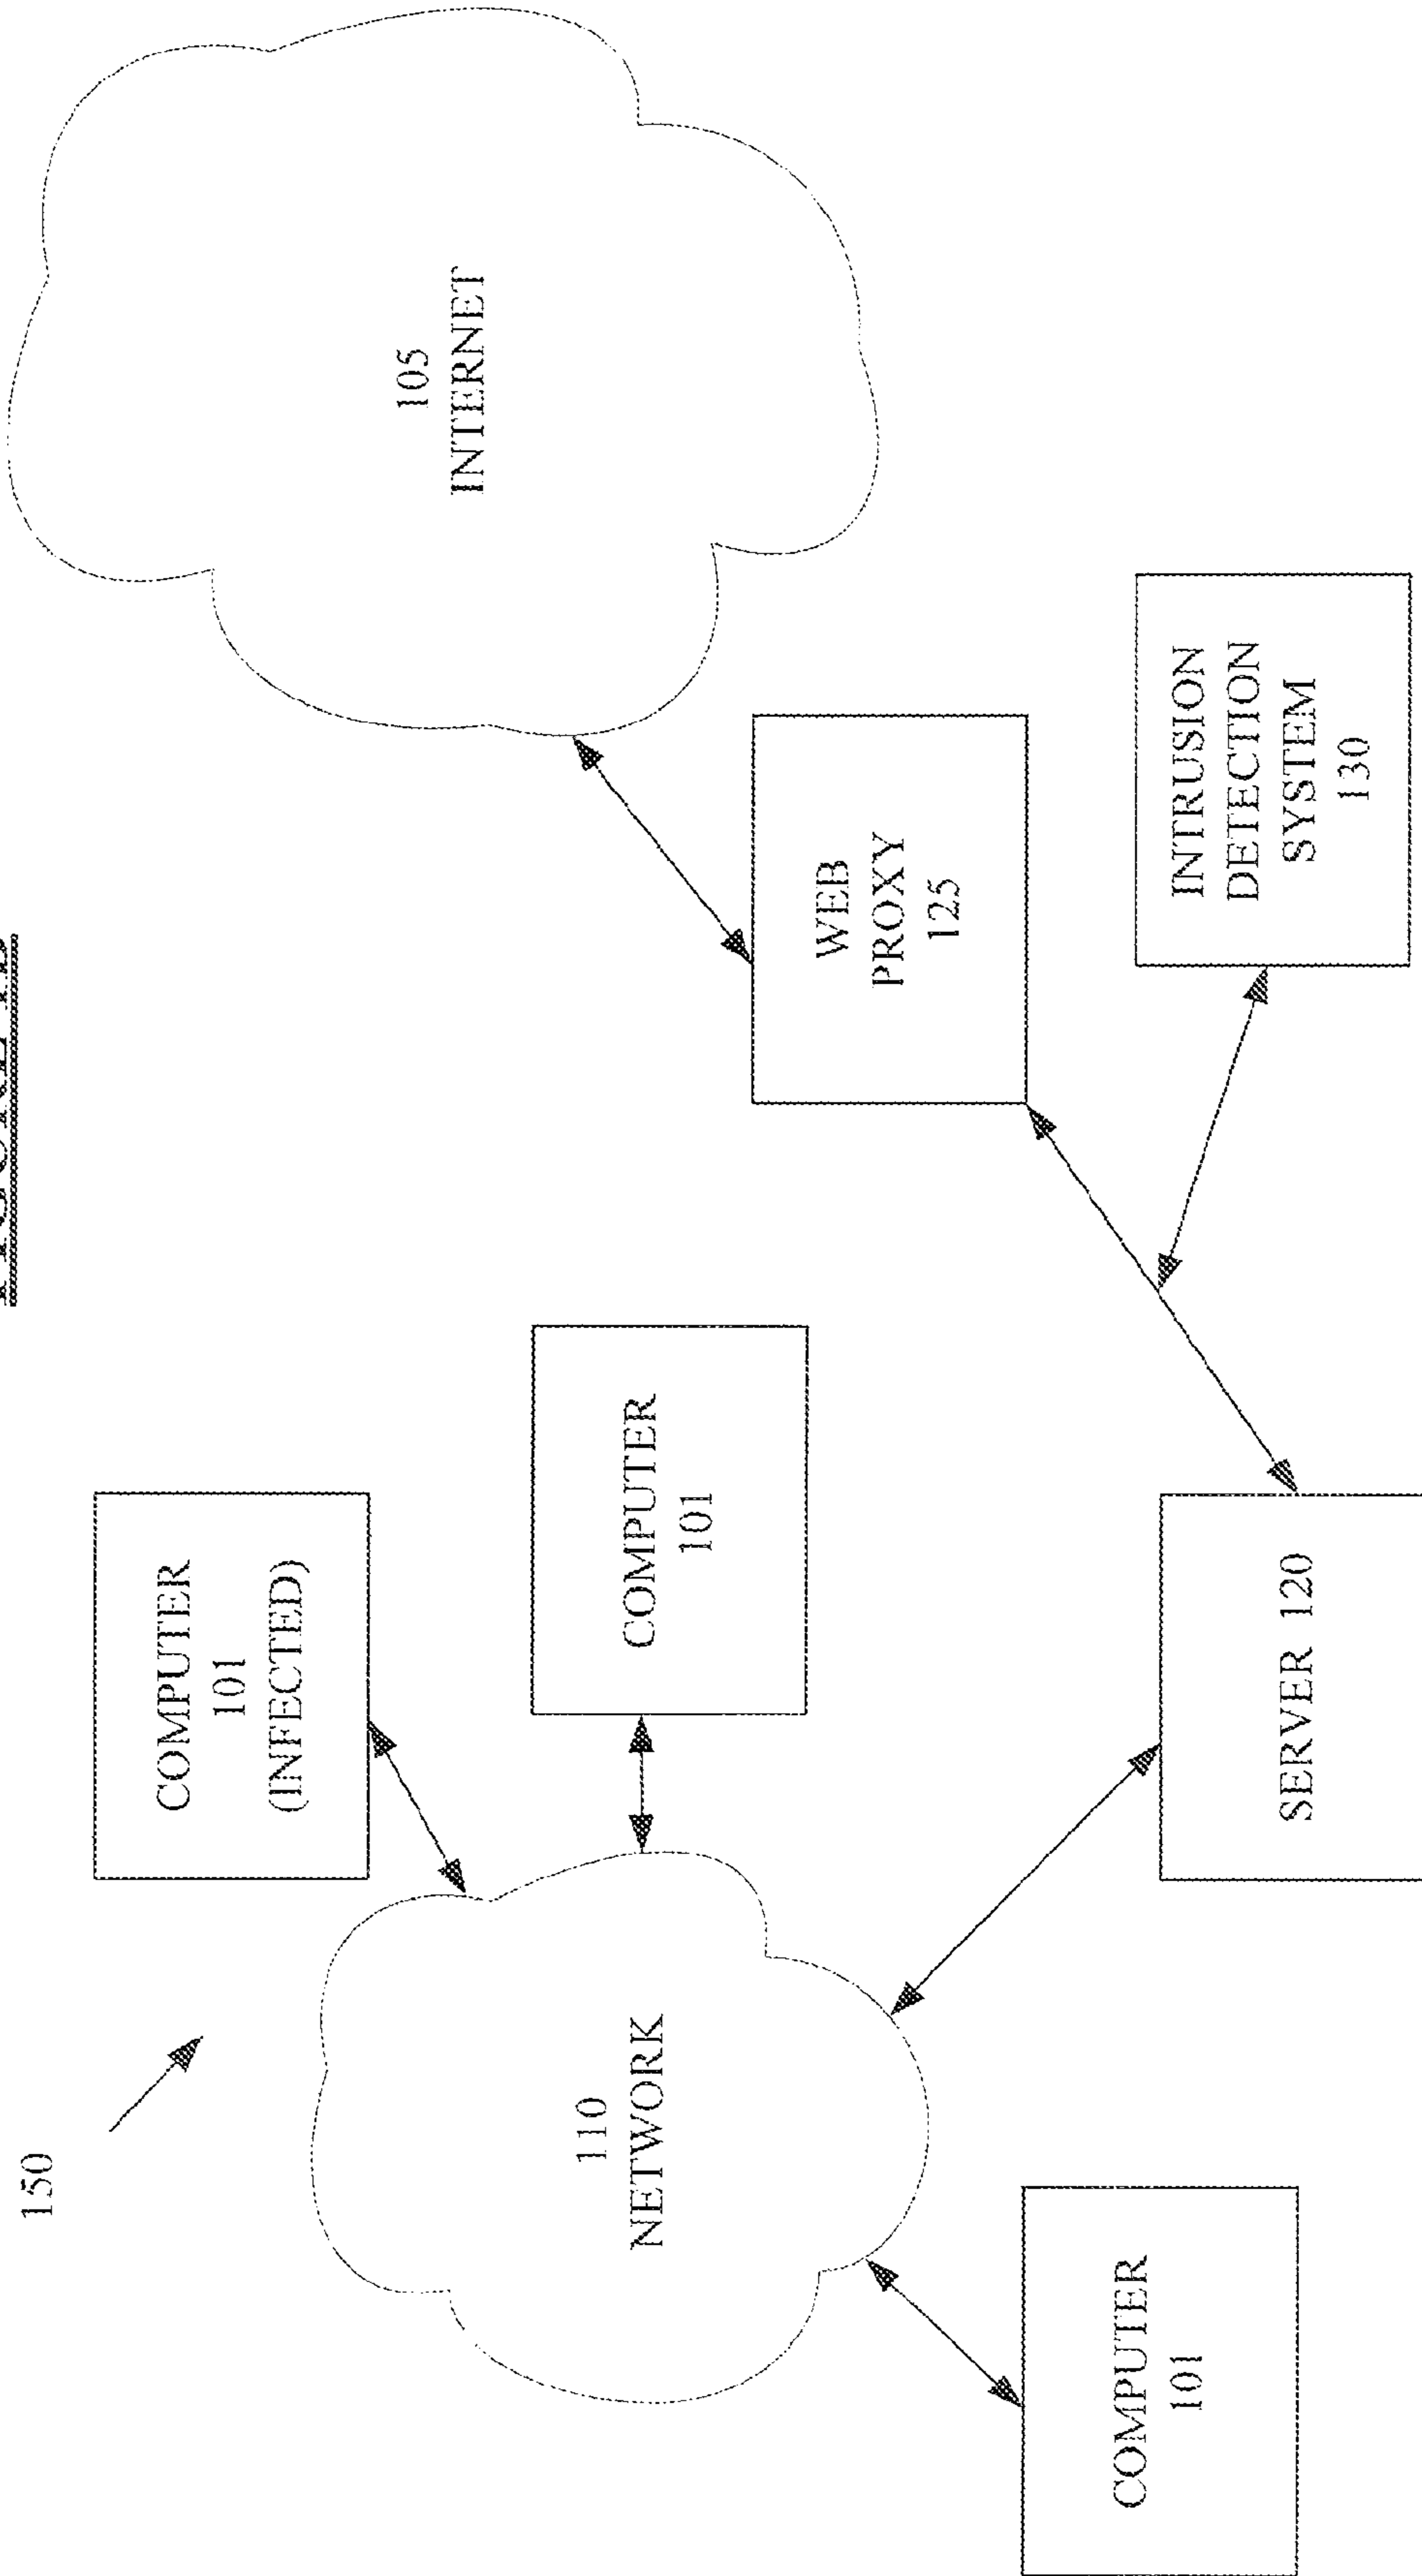 150
COMPUTER
101
(INFECTED)
105
INTERNET
110
NETWORK
COMPUTER
101
WEB
PROXY
125
COMPUTER
101
SERVER 120
INTRUSION
DETECTION
SYSTEM
130